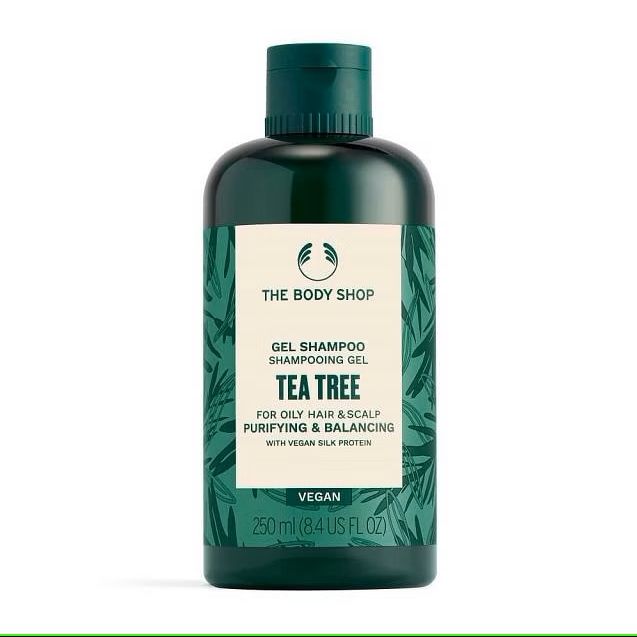 THE BODY SHOP
GEL SHAMPOO
SHAMPOOING GEL
TEA TREE
FOR OILY HAIR & SCALP
PURIFYING & BALANCING
WITH VEGAN SILK PROTEIN
VEGAN
250 ml (8.4 US FL OZ)